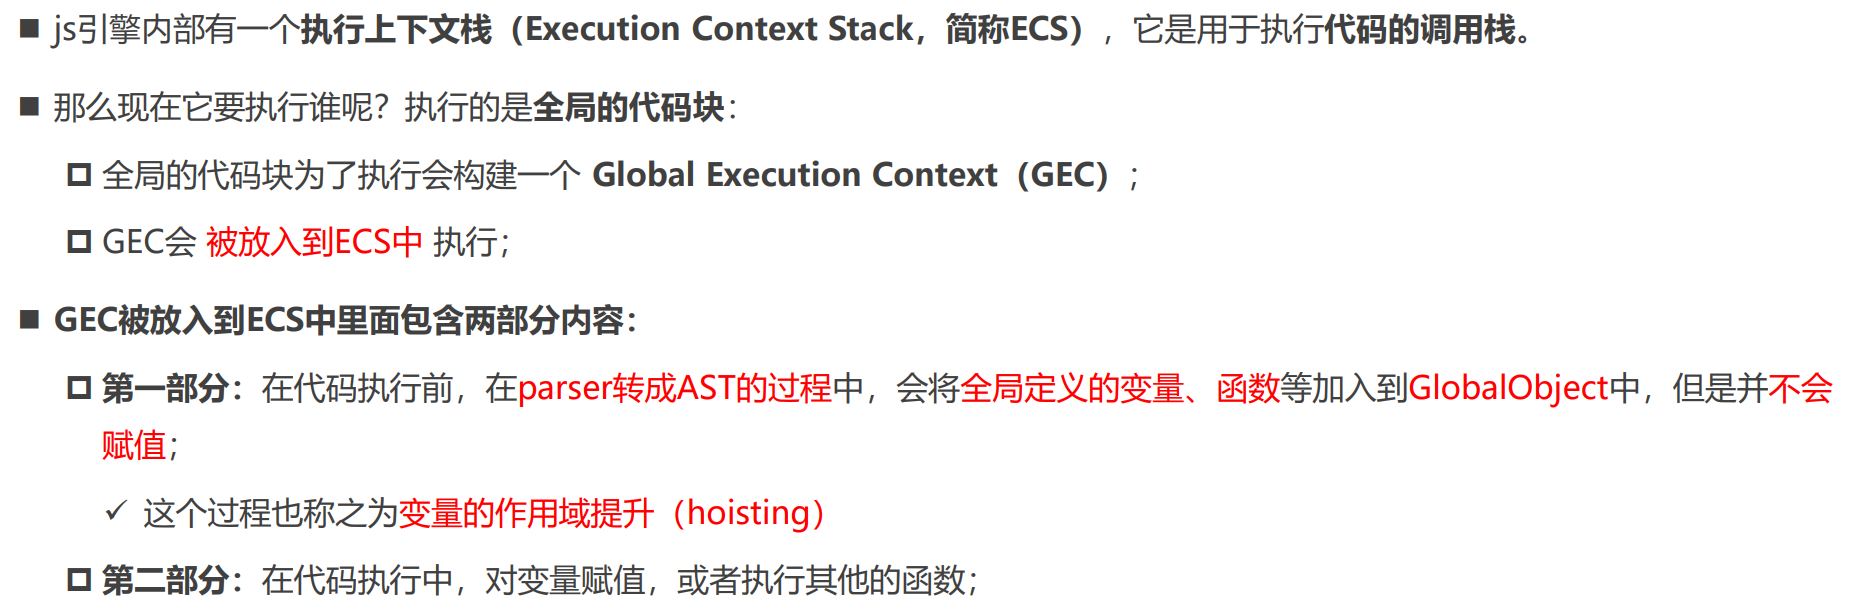 js引擎内部有一个执行上下文栈（Execution Context Stack，简称ECS），它是用于执行代码的调用栈。
那么现在它要执行谁呢？执行的是全局的代码块：
全局的代码块为了执行会构建一个 Global Execution Context（GEC）；
GEC会 被放入到ECS中 执行；
GEC被放入到ECS中里面包含两部分内容：
第一部分：在代码执行前，在parser转成AST的过程中，会将全局定义的变量、函数等加入到GlobalObject中，但是并不会
赋值；
✓ 这个过程也称之为变量的作用域提升（hoisting）
第二部分：在代码执行中，对变量赋值，或者执行其他的函数；